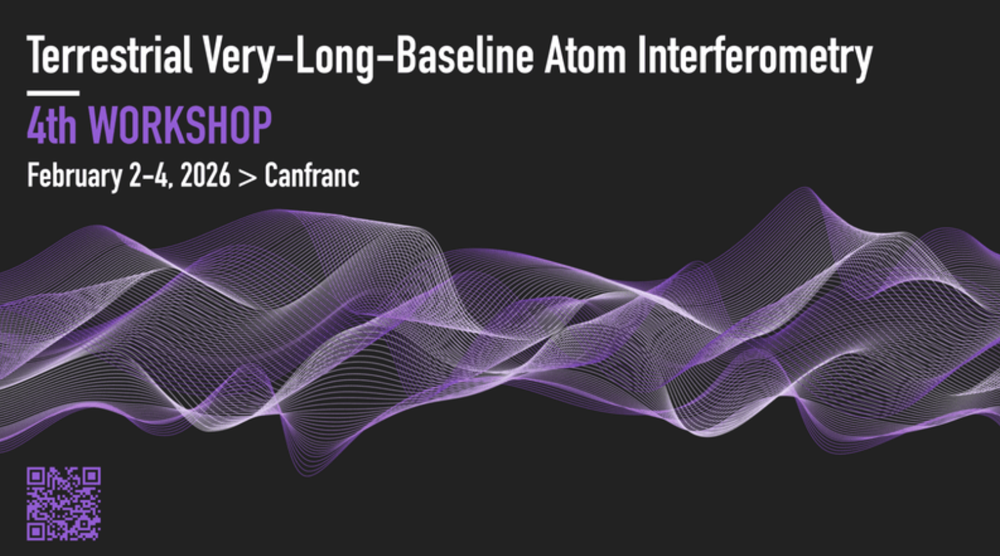 Terrestrial Very-Long-Baseline Atom Interferometry
4th WORKSHOP
February 2-4, 2026 > Canfranc